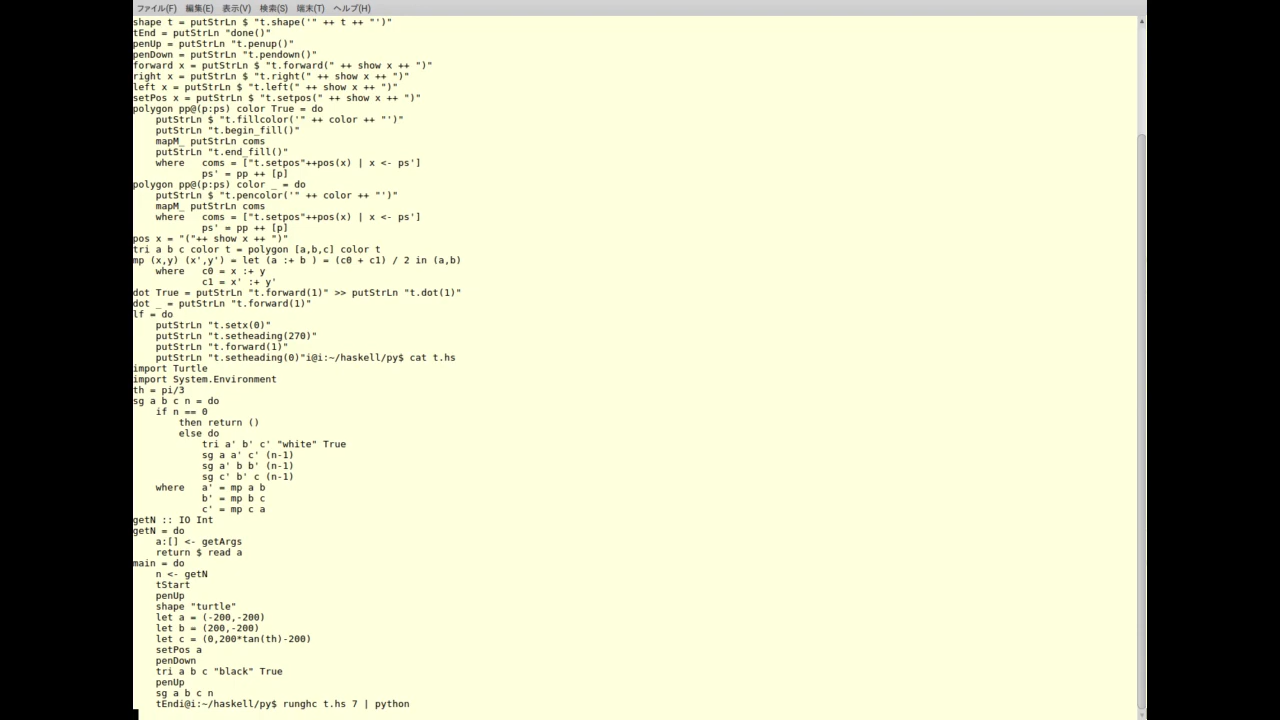 ファイル(F) 編集(E) 表示(V) 検索(S) 端末(T) ヘルプ(H)
shape t = putStrLn $ "t.shape('" ++ t ++ "')"
tEnd = putStrLn "done()"
penUp = putStrLn "t.penup()"
penDown = putStrLn "t.pendown()"
forward x = putStrLn $ "t.forward(" ++ show x ++ ")"
right x = putStrLn $ "t.right(" ++ show x ++ ")"
left x = putStrLn $ "t.left(" ++ show x ++ ")"
setPos x = putStrLn $ "t.setpos(" ++ show x ++ ")"
polygon pp@(p:ps) color True = do
    putStrLn $ "t.fillcolor('" ++ color ++ "')"
    putStrLn "t.begin_fill()"
    mapM_ putStrLn coms
    putStrLn "t.end_fill()"
    where   coms = ["t.setpos"++pos(x) | x <- ps']
            ps' = pp ++ [p]
polygon pp@(p:ps) color _ = do
    putStrLn $ "t.pencolor('" ++ color ++ "')"
    mapM_ putStrLn coms
    where   coms = ["t.setpos"++pos(x) | x <- ps']
            ps' = pp ++ [p]
pos x = "("++ show x ++ ")"
tri a b c color t = polygon [a,b,c] color t
mp (x,y) (x',y') = let (a :+ b ) = (c0 + c1) / 2 in (a,b)
    where   c0 = x :+ y
            c1 = x' :+ y'
dot True = putStrLn "t.forward(1)" >> putStrLn "t.dot(1)"
dot _ = putStrLn "t.forward(1)"
lf = do
    putStrLn "t.setx(0)"
    putStrLn "t.setheading(270)"
    putStrLn "t.forward(1)"
    putStrLn "t.setheading(0)"i@i:~/haskell/py$ cat t.hs
import Turtle
import System.Environment
th = pi/3
sg a b c n = do
    if n == 0
        then return ()
        else do
            tri a' b' c' "white" True
            sg a a' c' (n-1)
            sg a' b b' (n-1)
            sg c' b' c (n-1)
    where   a' = mp a b
            b' = mp b c
            c' = mp c a
getN :: IO Int
getN = do
    a:[] <- getArgs
    return $ read a
main = do
    n <- getN
    tStart
    penUp
    shape "turtle"
    let a = (-200,-200)
    let b = (200,-200)
    let c = (0,200*tan(th)-200)
    setPos a
    penDown
    tri a b c "black" True
    penUp
    sg a b c n
    tEndi@i:~/haskell/py$ runghc t.hs 7 | python